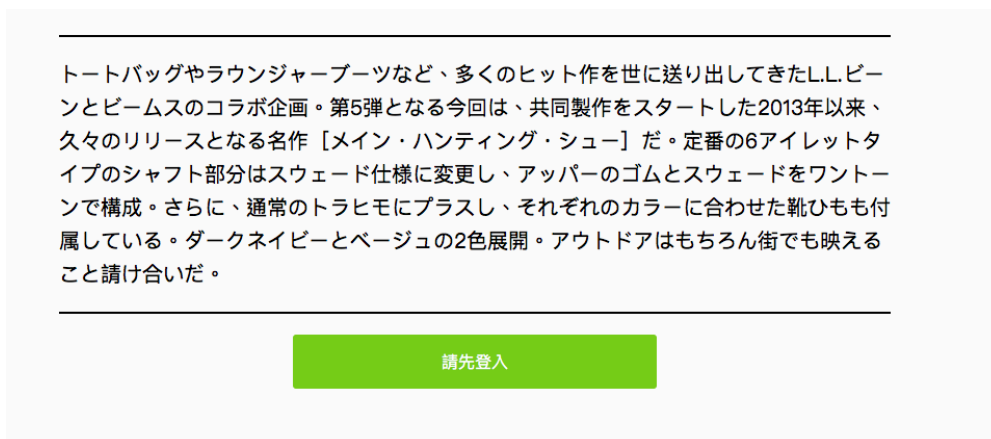 トートバッグやラウンジャーブーツなど、多くのヒット作を世に送り出してきたL.L.ビー
ンとビームスのコラボ企画。第5弾となる今回は、共同製作をスタートした2013年以来、
久々のリリースとなる名作［メイン・ハンティング・シュー］だ。定番の6アイレットタ
イプのシャフト部分はスウェード仕様に変更し、アッパーのゴムとスウェードをワントー
ンで構成。さらに、通常のトラヒモにプラスし、それぞれのカラーに合わせた靴ひもも付
属している。ダークネイビーとベージュの2色展開。アウトドアはもちろん街でも映える
こと請け合いだ。
請先登入